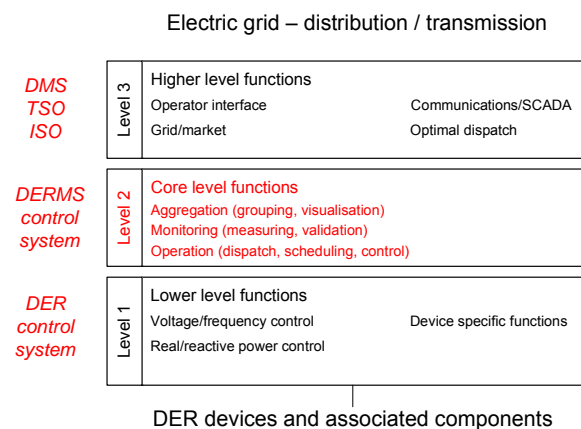 Electric grid – distribution / transmission
DMS
TSO
ISO
Level 3
Higher level functions
Operator interface
Communications/SCADA
Grid/market
Optimal dispatch
DERMS
control
system
Level 2
Core level functions
Aggregation (grouping, visualisation)
Monitoring (measuring, validation)
Operation (dispatch, scheduling, control)
DER
control
system
Level 1
Lower level functions
Voltage/frequency control
Device specific functions
Real/reactive power control
DER devices and associated components